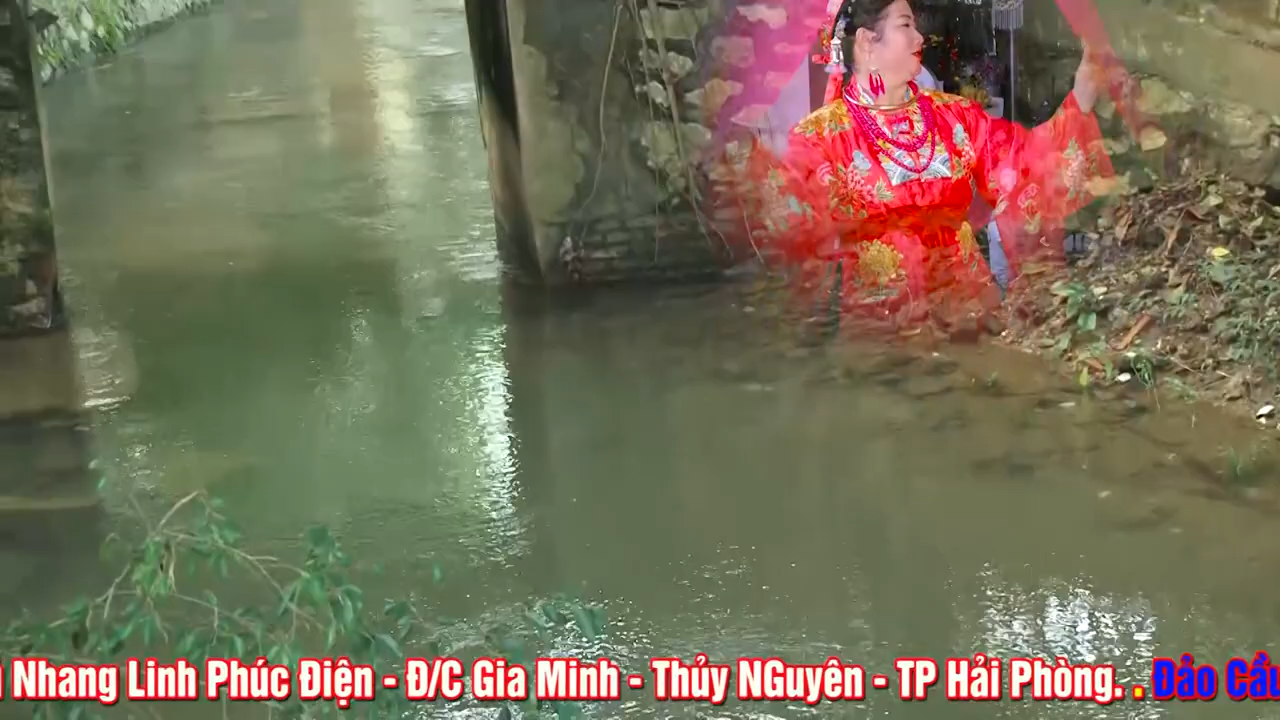 Nhang Linh Phúc Điện - Đ/C Gia Minh - Thủy NGuyên - TP Hải Phòng. . Đảo Cầu